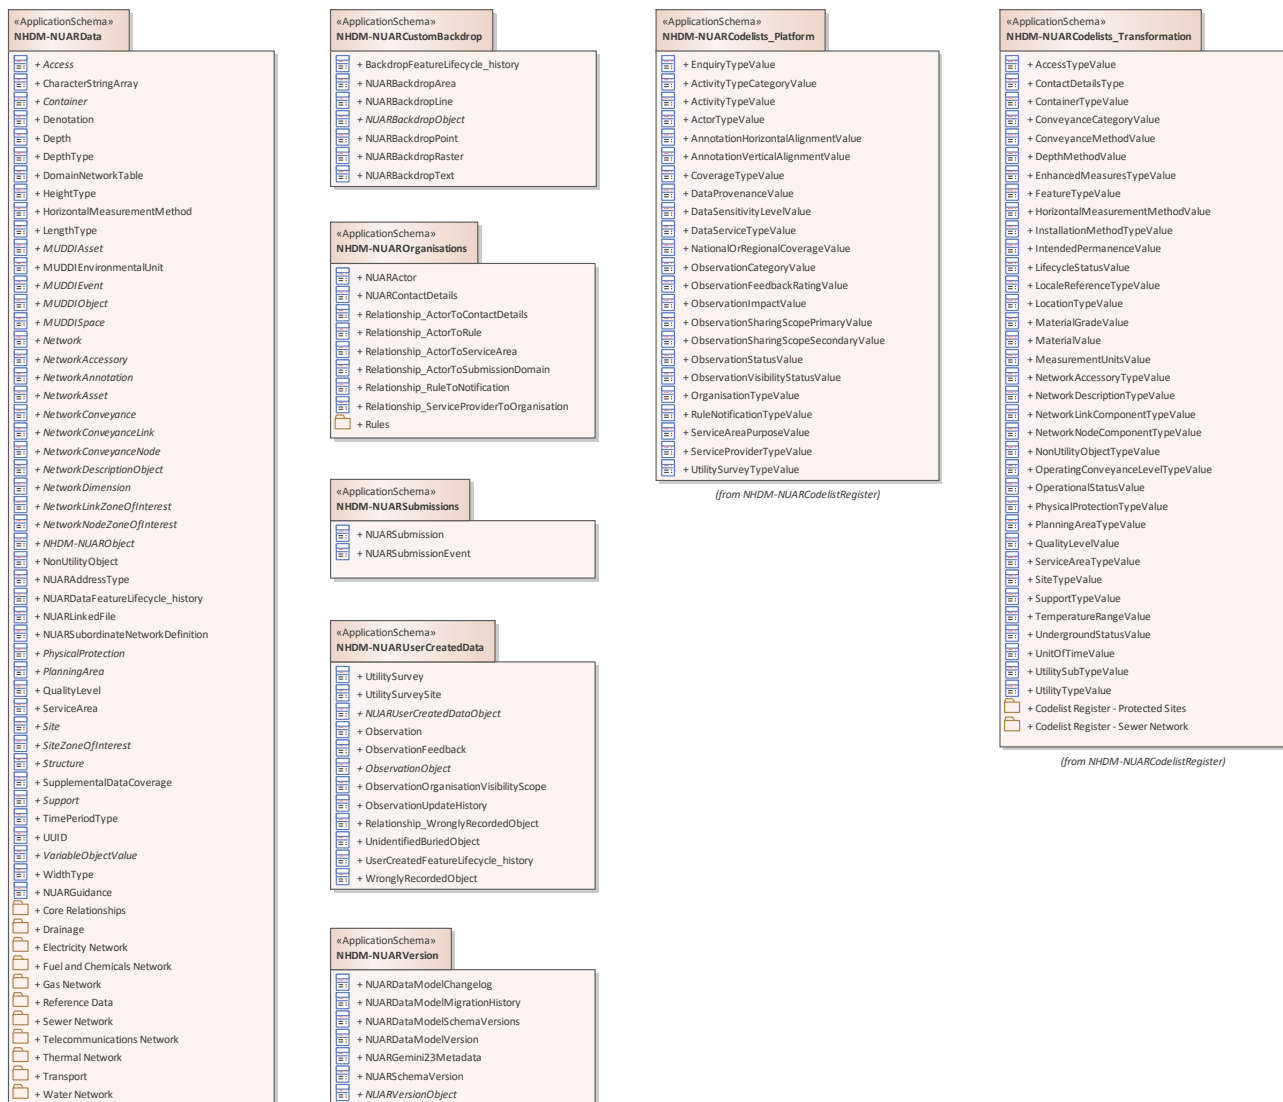 «ApplicationSchema»
NHDM-NUARData
+ Access
+ CharacterStringArray
+ Container
+ Denotation
+ Depth
+ DepthType
+ DomainNetworkTable
+ HeightType
+ HorizontalMeasurementMethod
+ LengthType
+ MUDDIAsset
+ MUDDIEnvironmentalUnit
+ MUDDIEvent
+ MUDDIObject
+ MUDDISpace
+ Network
+ NetworkAccessory
+ NetworkAnnotation
+ NetworkAsset
+ NetworkConveyance
+ NetworkConveyanceLink
+ NetworkConveyanceNode
+ NetworkDescriptionObject
+ NetworkDimension
+ NetworkLinkZoneOfInterest
+ NetworkNodeZoneOfInterest
+ NHDM-NUARObject
+ NonUtilityObject
+ NUARAddressType
+ NUARDataFeatureLifecycle_history
+ NUARLinkedFile
+ NUARSubordinateNetworkDefinition
+ PhysicalProtection
+ PlanningArea
+ QualityLevel
+ ServiceArea
+ Site
+ SiteZoneOfInterest
+ Structure
+ SupplementalDataCoverage
+ Support
+ TimePeriodType
+ UUID
+ VariableObjectValue
+ WidthType
+ NUARGuidance
+ Core Relationships
+ Drainage
+ Electricity Network
+ Fuel and Chemicals Network
+ Gas Network
+ Reference Data
+ Sewer Network
+ Telecommunications Network
+ Thermal Network
+ Transport
+ Water Network
«ApplicationSchema»
NHDM-NUARCustomBackdrop
+ BackdropFeatureLifecycle_history
+ NUARBackdropArea
+ NUARBackdropLine
+ NUARBackdropObject
+ NUARBackdropPoint
+ NUARBackdropRaster
+ NUARBackdropText
«ApplicationSchema»
NHDM-NUAROrganisations
+ NUARActor
+ NUARContactDetails
+ Relationship_ActorToContactDetails
+ Relationship_ActorToRule
+ Relationship_ActorToServiceArea
+ Relationship_ActorToSubmissionDomain
+ Relationship_RuleToNotification
+ Relationship_ServiceProviderToOrganisation
+ Rules
«ApplicationSchema»
NHDM-NUARSubmissions
+ NUARSubmission
+ NUARSubmissionEvent
«ApplicationSchema»
NHDM-NUARUserCreatedData
+ UtilitySurvey
+ UtilitySurveySite
+ NUARUserCreatedDataObject
+ Observation
+ ObservationFeedback
+ ObservationObject
+ ObservationOrganisationVisibilityScope
+ ObservationUpdateHistory
+ Relationship_WronglyRecordedObject
+ UnidentifiedBuriedObject
+ UserCreatedFeatureLifecycle_history
+ WronglyRecordedObject
«ApplicationSchema»
NHDM-NUARVersion
+ NUARDataModelChangelog
+ NUARDataModelMigrationHistory
+ NUARDataModelSchemaVersions
+ NUARDataModelVersion
+ NUARGemini23Metadata
+ NUARSchemaVersion
+ NUARVersionObject
«ApplicationSchema»
NHDM-NUARCodelists_Platform
+ EnquiryTypeValue
+ ActivityTypeCategoryValue
+ ActivityTypeValue
+ ActorTypeValue
+ AnnotationHorizontalAlignmentValue
+ AnnotationVerticalAlignmentValue
+ CoverageTypeValue
+ DataProvenanceValue
+ DataSensitivityLevelValue
+ DataServiceTypeValue
+ NationalOrRegionalCoverageValue
+ ObservationCategoryValue
+ ObservationFeedbackRatingValue
+ ObservationImpactValue
+ ObservationSharingScopePrimaryValue
+ ObservationSharingScopeSecondaryValue
+ ObservationStatusValue
+ ObservationVisibilityStatusValue
+ OrganisationTypeValue
+ RuleNotificationTypeValue
+ ServiceAreaPurposeValue
+ ServiceProviderTypeValue
+ UtilitySurveyTypeValue
(from NHDM-NUARCodelistRegister)
«ApplicationSchema»
NHDM-NUARCodelists_Transformation
+ AccessTypeValue
+ ContactDetailsType
+ ContainerTypeValue
+ ConveyanceCategoryValue
+ ConveyanceMethodValue
+ DepthMethodValue
+ EnhancedMeasuresTypeValue
+ FeatureTypeValue
+ HorizontalMeasurementMethodValue
+ InstallationMethodTypeValue
+ IntendedPermanenceValue
+ LifecycleStatusValue
+ LocaleReferenceTypeValue
+ LocationTypeValue
+ MaterialGradeValue
+ MaterialValue
+ MeasurementUnitsValue
+ NetworkAccessoryTypeValue
+ NetworkDescriptionTypeValue
+ NetworkLinkComponentTypeValue
+ NetworkNodeComponentTypeValue
+ NonUtilityObjectTypeValue
+ OperatingConveyanceLevelTypeValue
+ OperationalStatusValue
+ PhysicalProtectionTypeValue
+ PlanningAreaTypeValue
+ QualityLevelValue
+ ServiceAreaTypeValue
+ SiteTypeValue
+ SupportTypeValue
+ TemperatureRangeValue
+ UndergroundStatusValue
+ UnitOfTimeValue
+ UtilitySubTypeValue
+ UtilityTypeValue
+ Codelist Register - Protected Sites
+ Codelist Register - Sewer Network
(from NHDM-NUARCodelistRegister)